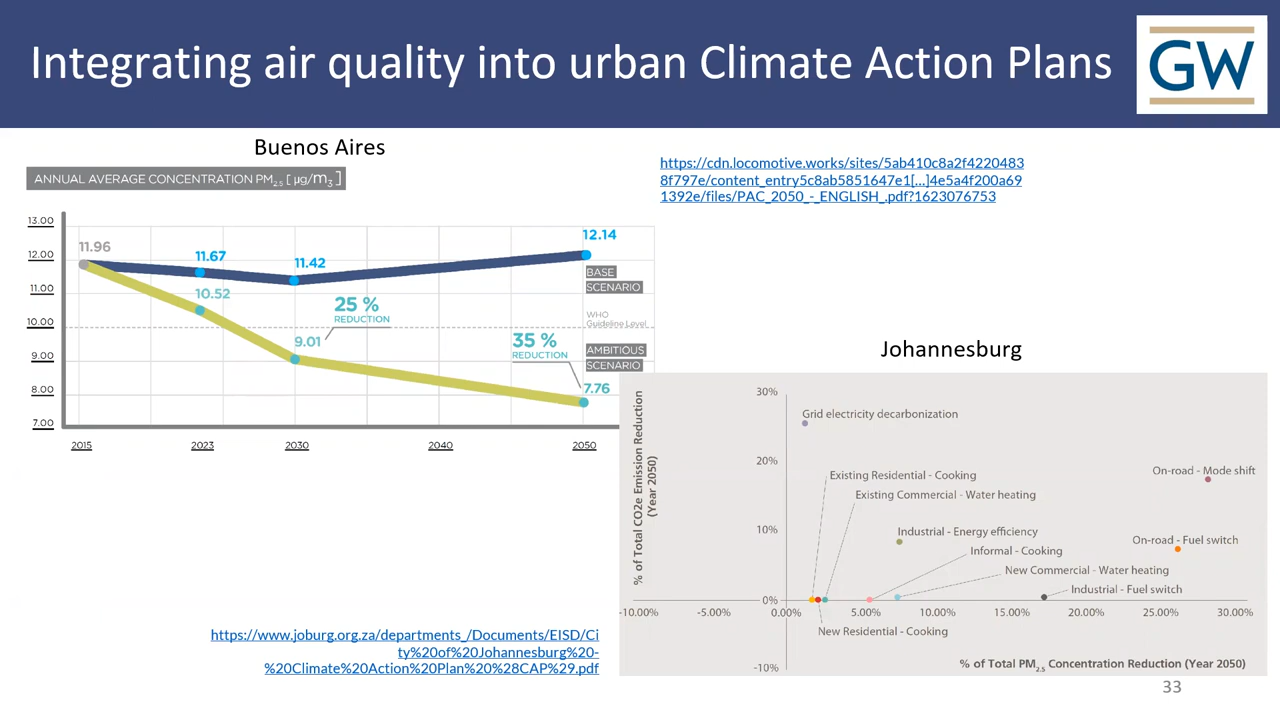 Integrating air quality into urban Climate Action Plans
GW
Buenos Aires
ANNUAL AVERAGE CONCENTRATION PM2.5 [ µg/m3 ]
13.00
12.00
11.00
10.00
9.00
8.00
7.00
11.96
11.67
11.42
12.14
10.52
9.01
7.76
25 %
REDUCTION
35 %
REDUCTION
BASE
SCENARIO
WHO
Guideline Level
AMBITIOUS
SCENARIO
2015 2023 2030 2040 2050
https://cdn.locomotive.works/sites/5ab410c8a2f4220483
8f797e/content_entry5c8ab5851647e1[...]4e5a4f200a69
1392e/files/PAC_2050_-_ENGLISH_.pdf?1623076753
Johannesburg
% of Total CO2e Emission Reduction
(Year 2050)
30%
20%
10%
0%
-10%
Grid electricity decarbonization
On-road - Mode shift
Existing Residential - Cooking
Existing Commercial - Water heating
Industrial - Energy efficiency
On-road - Fuel switch
Informal - Cooking
New Commercial - Water heating
Industrial - Fuel switch
-10.00% -5.00% 0.00% 5.00% 10.00% 15.00% 20.00% 25.00% 30.00%
New Residential - Cooking
% of Total PM2.5 Concentration Reduction (Year 2050)
https://www.joburg.org.za/departments_/Documents/EISD/Ci
ty%20of%20Johannesburg%20-
%20Climate%20Action%20Plan%20%28CAP%29.pdf
33